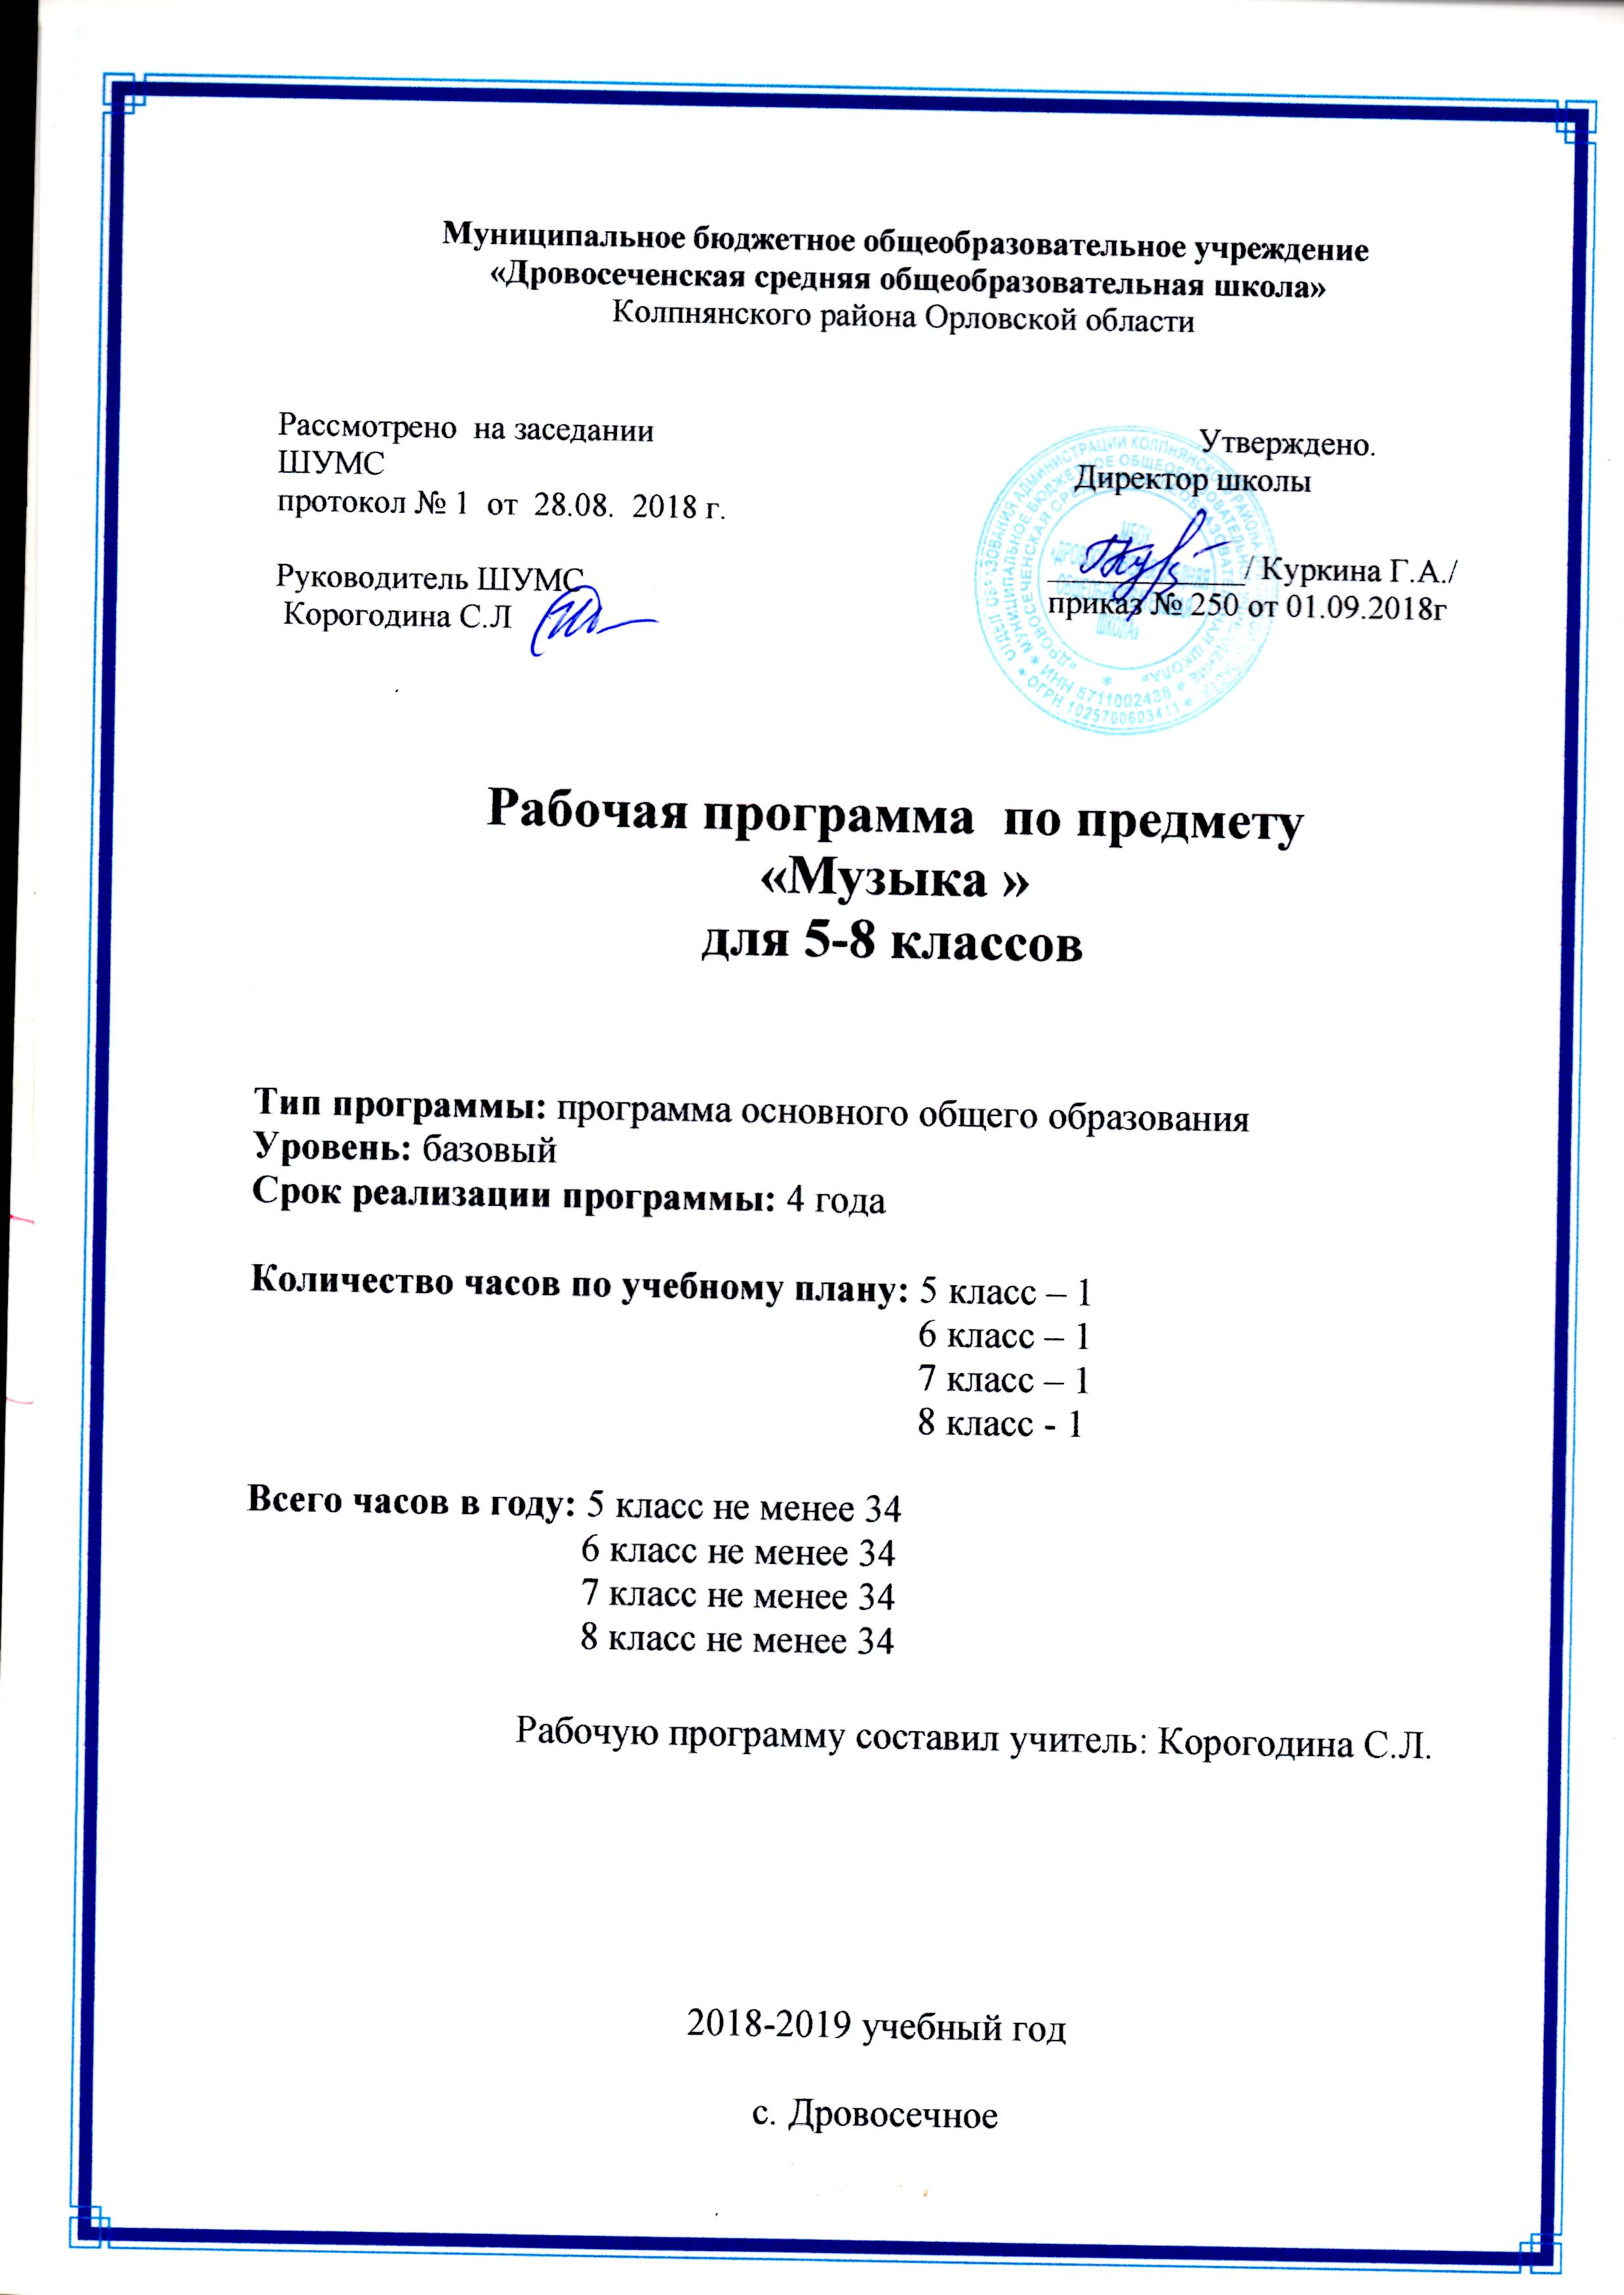 Муниципальное бюджетное общеобразовательное учреждение
«Дровосеченская средняя общеобразовательная школа»
Колпнянского района Орловской области
Рассмотрено  на заседании
ШУМС
протокол № 1  от  28.08.  2018 г.
Руководитель ШУМС
Корогодина С.Л
Утверждено.
Директор школы
____________/ Куркина Г.А./
приказ № 250 от 01.09.2018г
ИНН 5711002438
ОГРН 1025700603411
Рабочая программа  по предмету
«Музыка »
для 5-8 классов
Тип программы: программа основного общего образования
Уровень: базовый
Срок реализации программы: 4 года
Количество часов по учебному плану: 5 класс – 1
6 класс – 1
7 класс – 1
8 класс - 1
Всего часов в году: 5 класс не менее 34
6 класс не менее 34
7 класс не менее 34
8 класс не менее 34
Рабочую программу составил учитель: Корогодина С.Л.
2018-2019 учебный год
с. Дровосечное